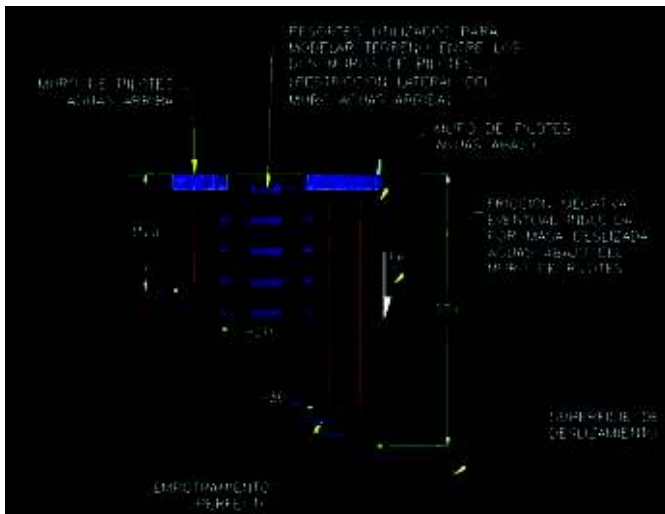 RESORTES UTILIZADOS PARA
MODELAR TERRENO ENTRE LOS
DOS MUROS DE PILOTES
(RESTRICCION LATERAL DEL
MURO AGUAS ARRIBA)
MURO DE PILOTES
AGUAS ARRIBA
MURO DE PILOTES
AGUAS ABAJO
FRICCION NEGATIVA
EVENTUAL INDUCIDA
POR MASA DESLIZADA
AGUAS ABAJO DEL
MURO DE PILOTES
SUPERFICIE DE
DESLIZAMIENTO
EMPOTRAMIENTO
PERFECTO